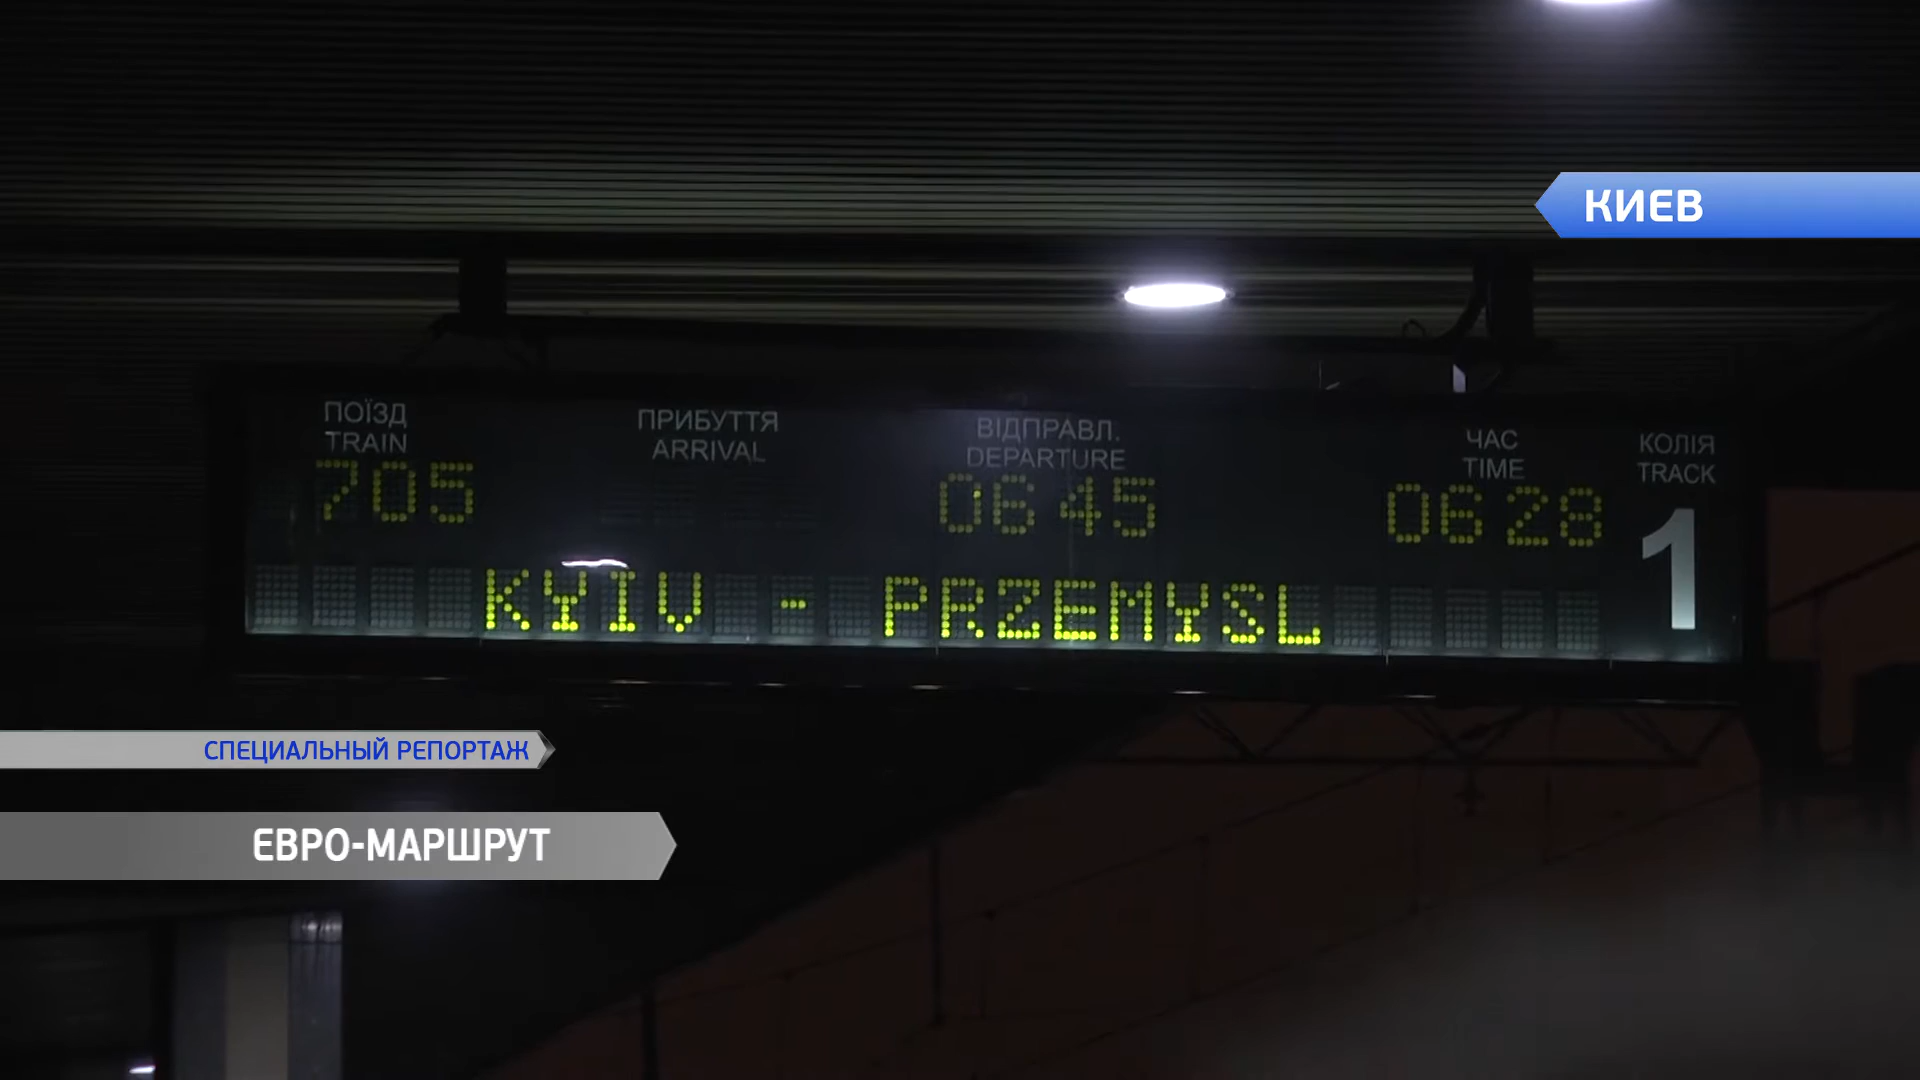 КИЕВ
ПОЇЗД
TRAIN
705
ПРИБУТТЯ
ARRIVAL
ВІДПРАВЛ.
DEPARTURE
06 45
ЧАС
TIME
06 28
КОЛІЯ
TRACK
1
KYIV - PRZEMYSL
СПЕЦИАЛЬНЫЙ РЕПОРТАЖ
ЕВРО-МАРШРУТ